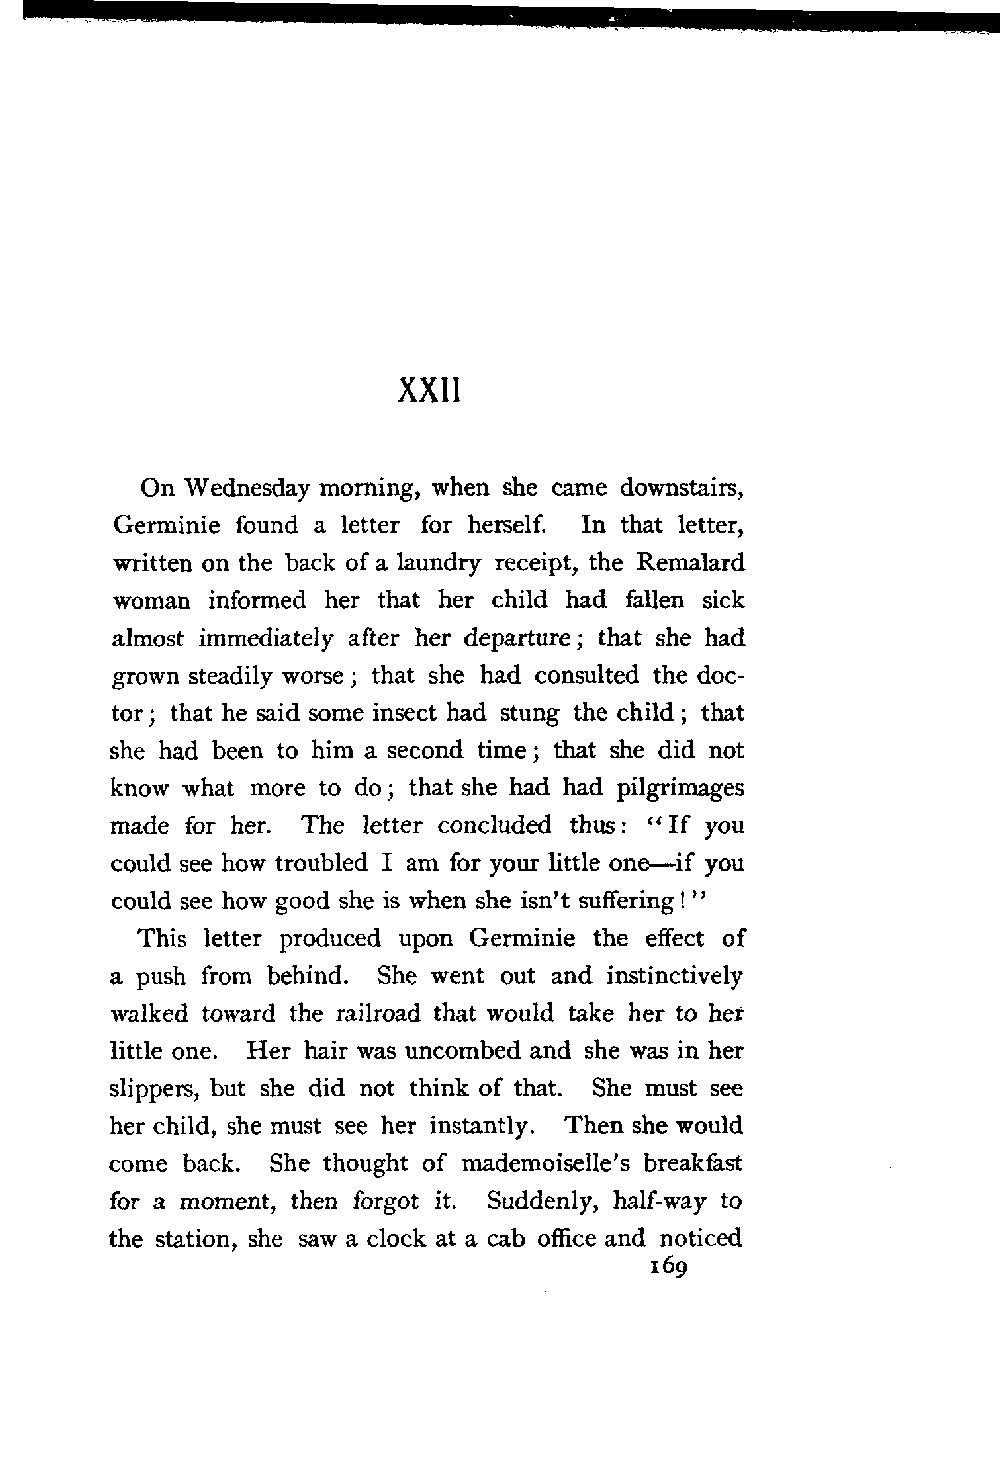 XXII
On Wednesday morning, when she came downstairs,
Germinie found a letter for herself. In that letter,
written on the back of a laundry receipt, the Remalard
woman informed her that her child had fallen sick
almost immediately after her departure; that she had
grown steadily worse; that she had consulted the doc-
tor; that he said some insect had stung the child; that
she had been to him a second time; that she did not
know what more to do; that she had had pilgrimages
made for her. The letter concluded thus: “If you
could see how troubled I am for your little one—if you
could see how good she is when she isn't suffering!”
This letter produced upon Germinie the effect of
a push from behind. She went out and instinctively
walked toward the railroad that would take her to her
little one. Her hair was uncombed and she was in her
slippers, but she did not think of that. She must see
her child, she must see her instantly. Then she would
come back. She thought of mademoiselle's breakfast
for a moment, then forgot it. Suddenly, half-way to
the station, she saw a clock at a cab office and noticed
169